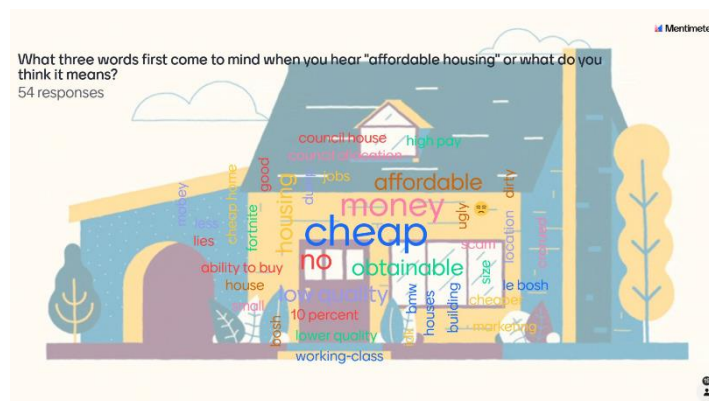 Mentimete
What three words first come to mind when you hear "affordable housing" or what do you
think it means?
54 responses
council house
high pay
council allocation
good
jobs
cheap home
housing
affordable
dirty
money
money
less
ugly
fortnite
cheap
location
lies
scam
no
ability to buy
obtainable
size
house
low quality
bmw
le bosh
houses
building
cheaper
small
10 percent
bosh
lower quality
marketing
working-class